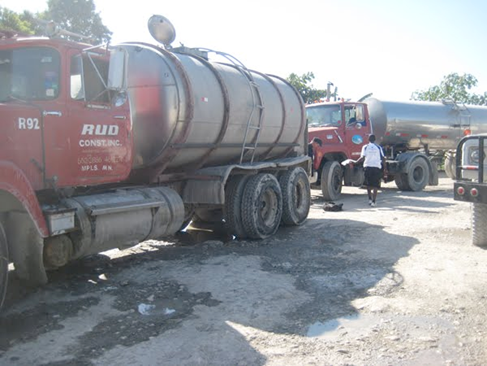 R92
RUD
CONST. INC.
MPLS. MN